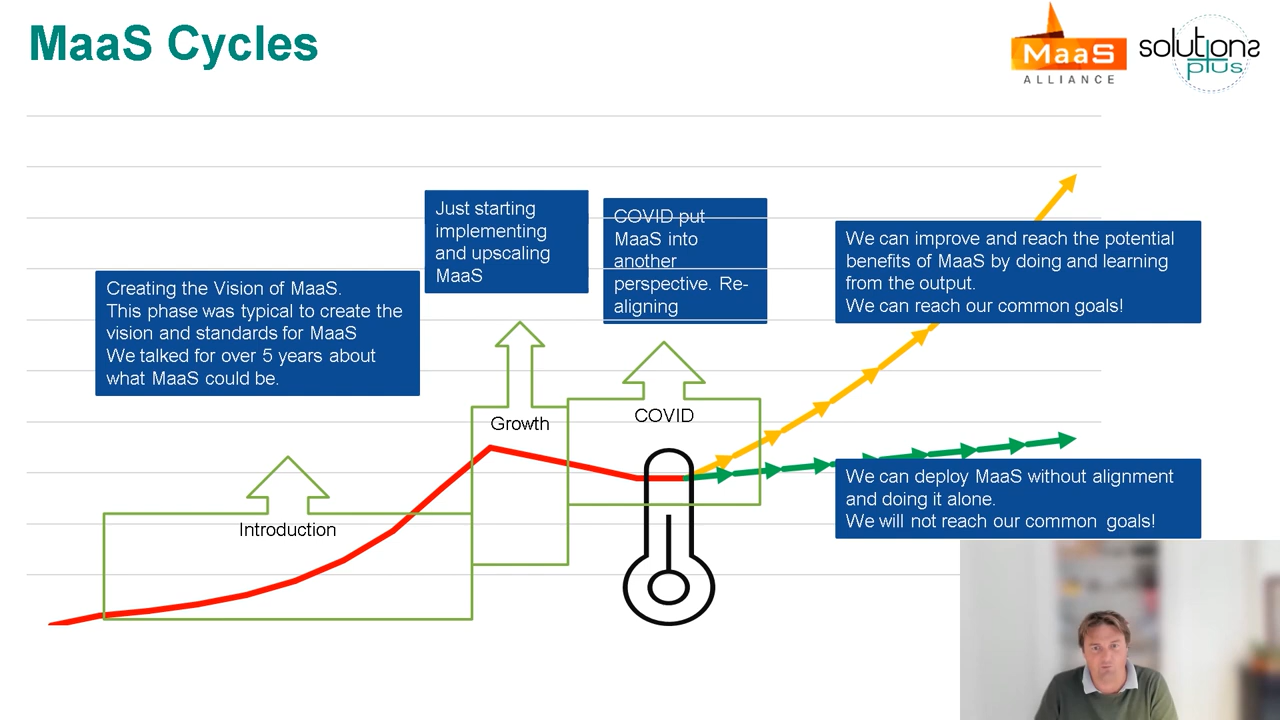 MaaS Cycles
MaaS
ALLIANCE
solutions
plus
Just starting
implementing
and upscaling
MaaS
COVID put
MaaS into
another
perspective. Re-
aligning
We can improve and reach the potential
benefits of MaaS by doing and learning
from the output.
We can reach our common goals!
Creating the Vision of MaaS.
This phase was typical to create the
vision and standards for MaaS
We talked for over 5 years about
what MaaS could be.
Growth
COVID
Introduction
We can deploy MaaS without alignment
and doing it alone.
We will not reach our common goals!